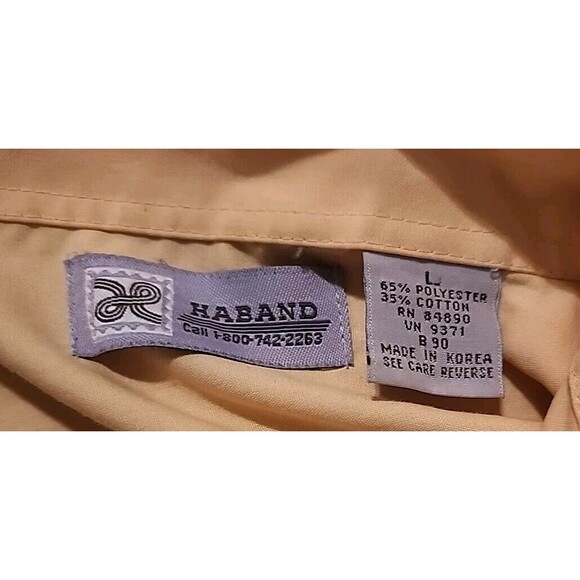 HABAND
Call 1-800-742-2263
L
65% POLYESTER
35% COTTON
RN 84890
VN 9371
B 90
MADE IN KOREA
SEE CARE REVERSE